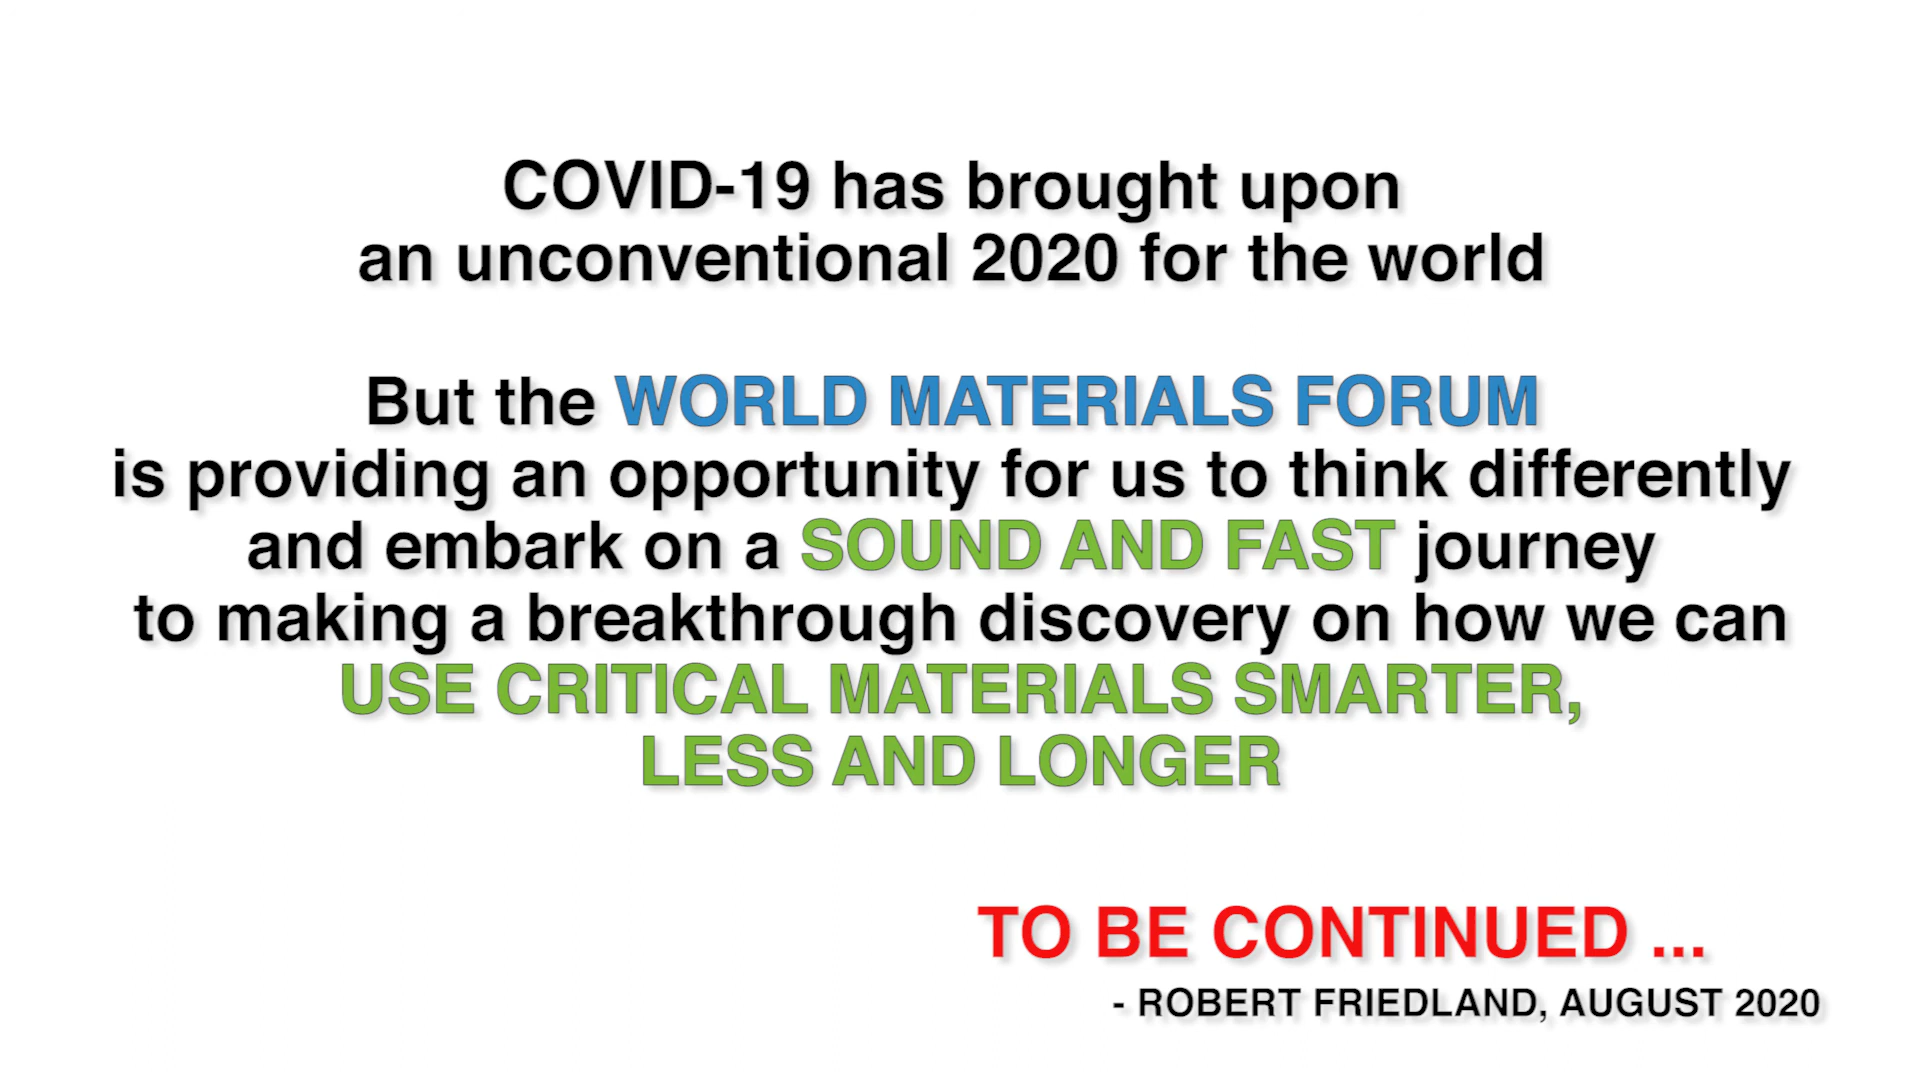 COVID-19 has brought upon
an unconventional 2020 for the world
But the WORLD MATERIALS FORUM
is providing an opportunity for us to think differently
and embark on a SOUND AND FAST journey
to making a breakthrough discovery on how we can
USE CRITICAL MATERIALS SMARTER,
LESS AND LONGER
TO BE CONTINUED ...
- ROBERT FRIEDLAND, AUGUST 2020